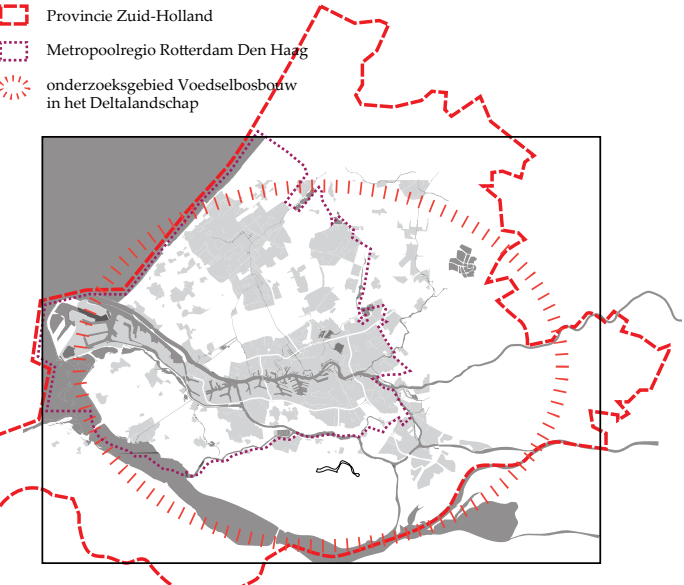 Provincie Zuid-Holland
Metropoolregio Rotterdam Den Haag
onderzoeksgebied Voedselbosbouw
in het Deltalandschap